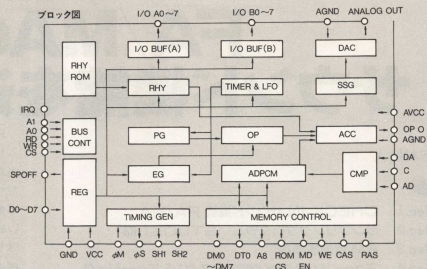 ブロック図
I/O A0〜7
I/O B0〜7
AGND
ANALOG OUT
I/O BUF(A)
I/O BUF(B)
DAC
RHY
ROM
RHY
TIMER & LFO
SSG
IRQ
A1
A0
RD
WR
CS
BUS
CONT
PG
OP
ACC
AVCC
OP O
AGND
SPOFF
REG
EG
ADPCM
CMP
DA
C
AD
D0〜D7
TIMING GEN
MEMORY CONTROL
GND
VCC
φM
φS
SH1
SH2
DM0
〜DM7
DT0
A8
ROM
CS
MD
EN
WE
CAS
RAS